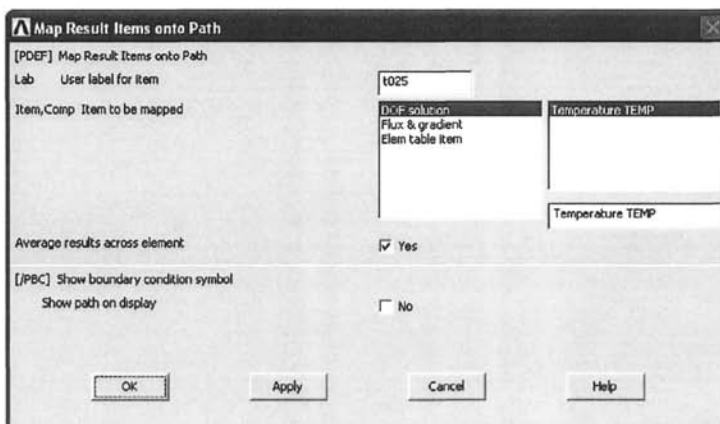 Map Result Items onto Path
[PDEF] Map Result Items onto Path
Lab User label for item
t025
Item,Comp Item to be mapped
DOF solution
Flux & gradient
Elem table item
Temperature TEMP
Temperature TEMP
Average results across element
Yes
[/PBC] Show boundary condition symbol
Show path on display
No
OK Apply Cancel Help